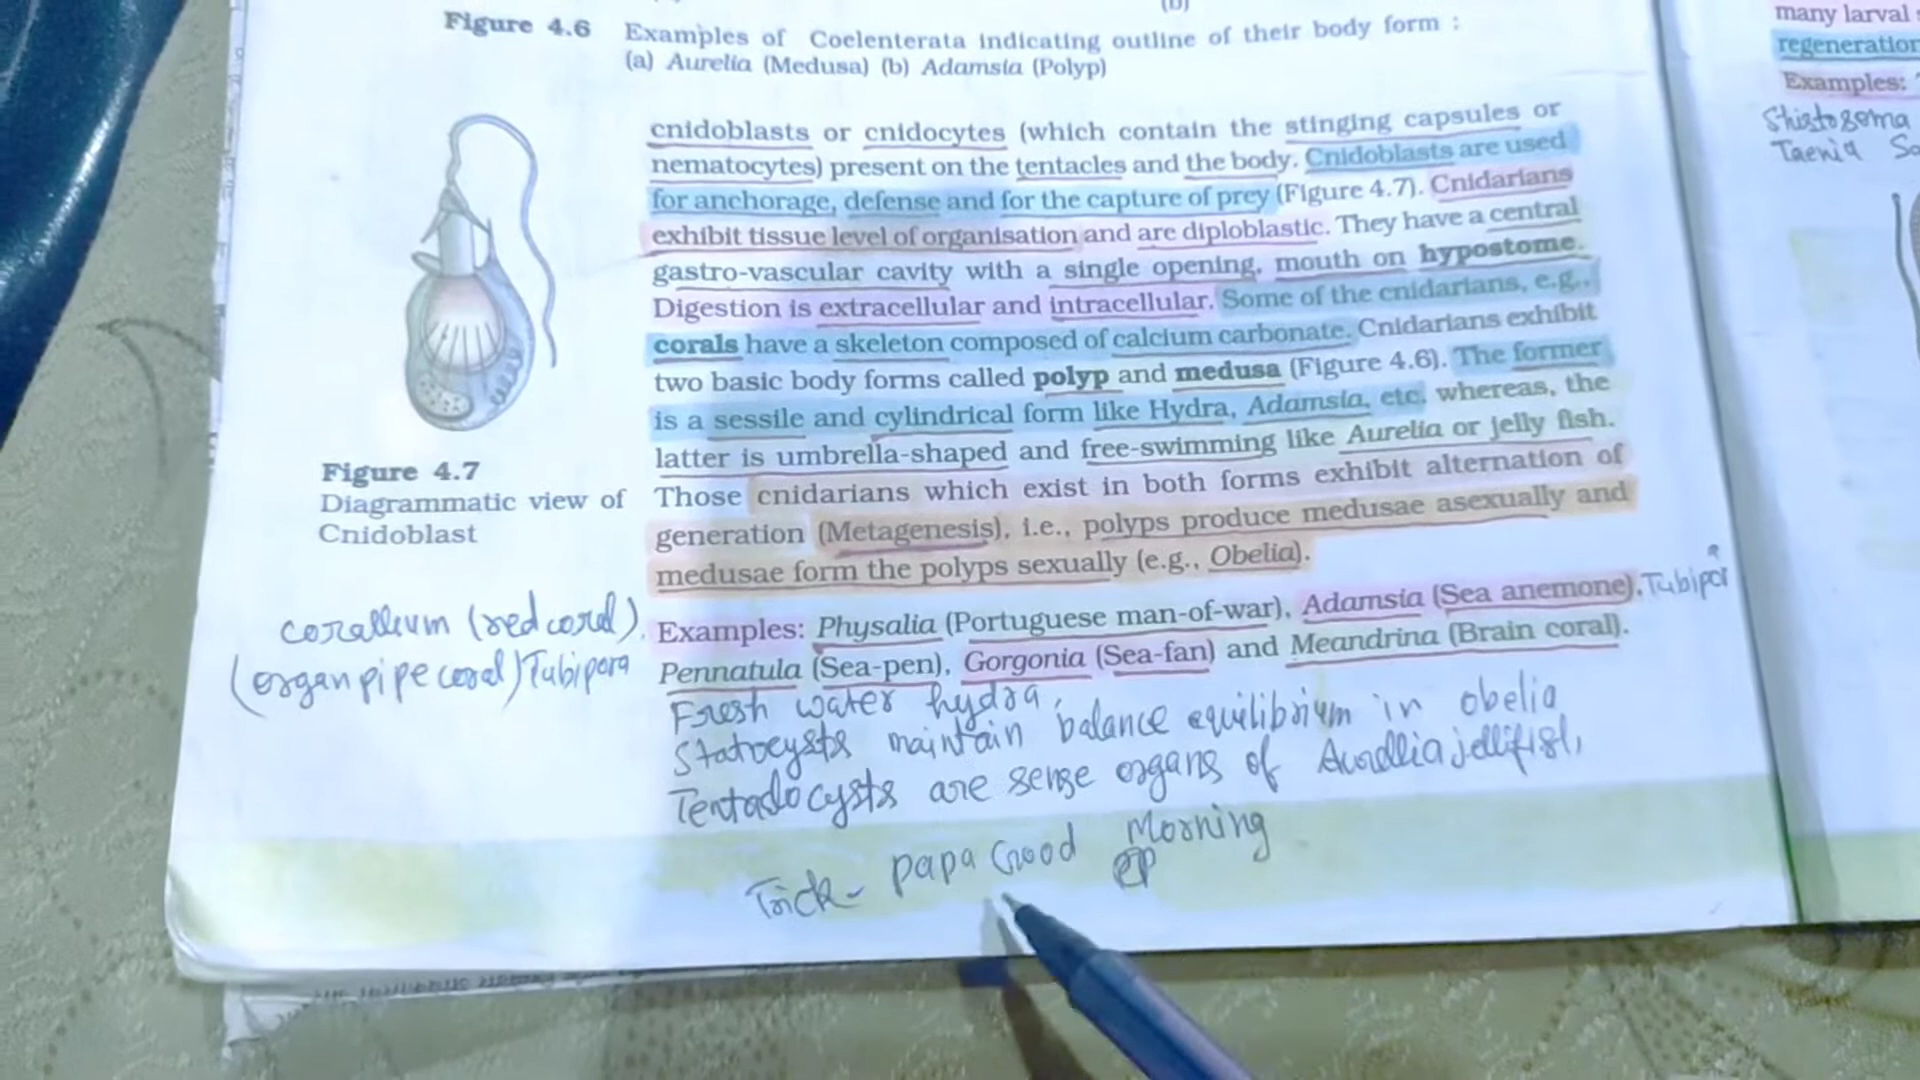 (b)
Figure 4.6 Examples of Coelenterata indicating outline of their body form :
(a) Aurelia (Medusa) (b) Adamsia (Polyp)
cnidoblasts or cnidocytes (which contain the stinging capsules or
nematocytes) present on the tentacles and the body. Cnidoblasts are used
for anchorage, defense and for the capture of prey (Figure 4.7). Cnidarians
exhibit tissue level of organisation and are diploblastic. They have a central
gastro-vascular cavity with a single opening, mouth on hypostome.
Digestion is extracellular and intracellular. Some of the cnidarians, e.g.,
corals have a skeleton composed of calcium carbonate. Cnidarians exhibit
two basic body forms called polyp and medusa (Figure 4.6). The former
is a sessile and cylindrical form like Hydra, Adamsia, etc. whereas, the
latter is umbrella-shaped and free-swimming like Aurelia or jelly fish.
Those cnidarians which exist in both forms exhibit alternation of
generation (Metagenesis), i.e., polyps produce medusae asexually and
medusae form the polyps sexually (e.g., Obelia).
Figure 4.7
Diagrammatic view of
Cnidoblast
Examples: Physalia (Portuguese man-of-war), Adamsia (Sea anemone),
Pennatula (Sea-pen), Gorgonia (Sea-fan) and Meandrina (Brain coral).
corallium (red coral)
(organ pipe coral) Tubipora
Fresh water hydra,
Statocysts maintain balance equilibrium in obelia
are sense organs of
Trick - papa Good Morning
many larval
regeneration
Examples:
Shistosoma
Taenia So